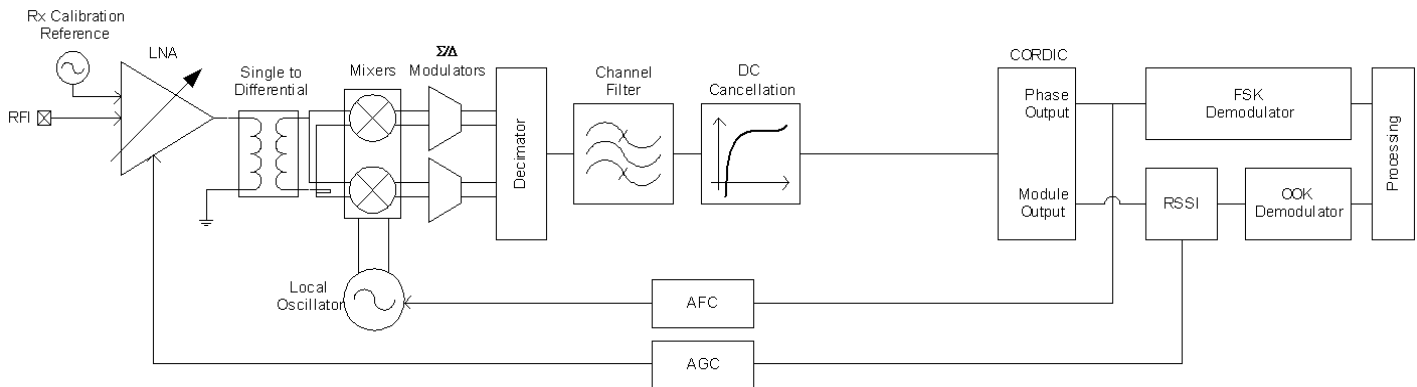 Rx Calibration
Reference
LNA
RFI
Single to
Differential
Mixers
Σ/Δ
Modulators
Decimator
Channel
Filter
DC
Cancellation
CORDIC
Phase
Output
Module
Output
FSK
Demodulator
RSSI
OOK
Demodulator
Processing
Local
Oscillator
AFC
AGC